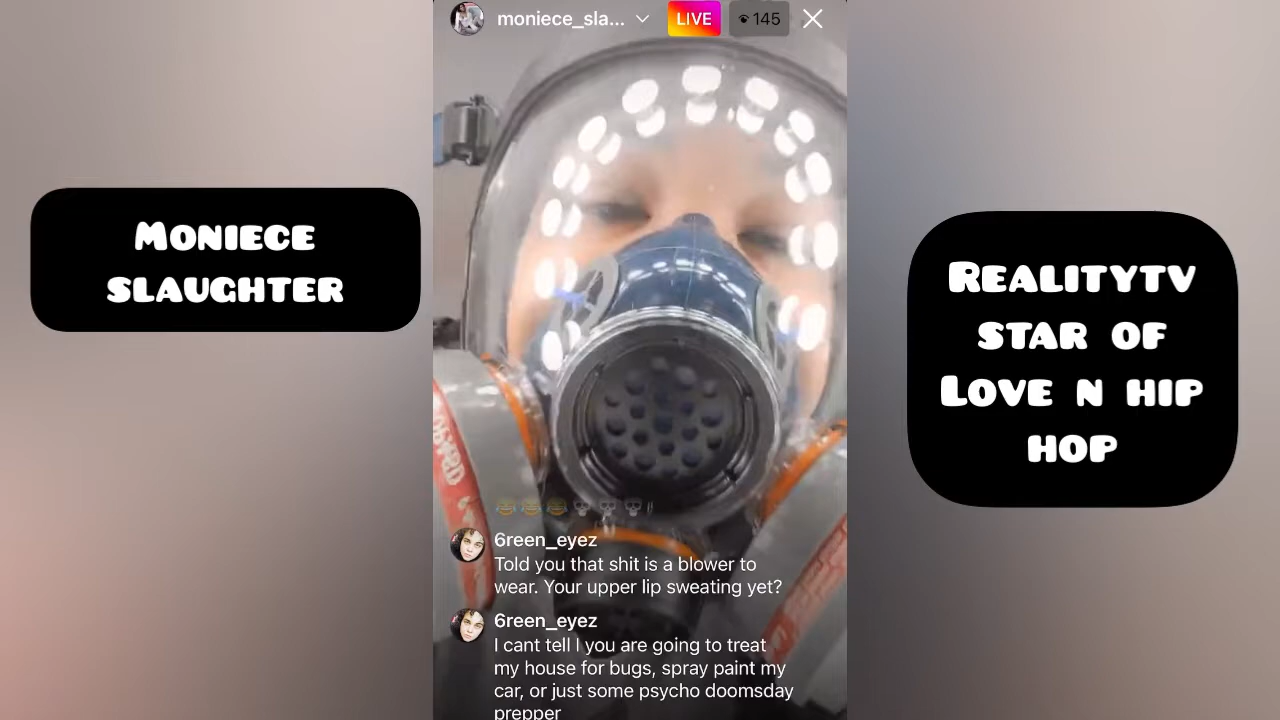 moniece_sla...
LIVE
145
Moniece
slaughter
Realitytv
star of
Love n hip
hop
6reen_eyez
Told you that shit is a blower to
wear. Your upper lip sweating yet?
6reen_eyez
I cant tell I you are going to treat
my house for bugs, spray paint my
car, or just some psycho doomsday
prepper